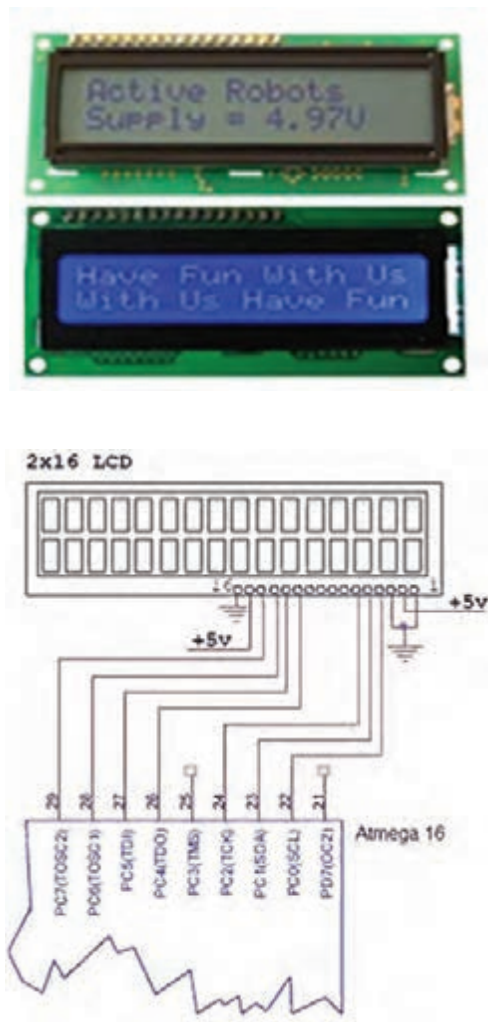 Active Robots
Supply = 4.97V
Have Fun With Us
With Us Have Fun
2x16 LCD
16
1
+5v
+5v
29
28
27
26
25
24
23
22
21
PC7(TOSC2)
PC6(TOSC1)
PC5(TDI)
PC4(TDO)
PC3(TMS)
PC2(TCK)
PC1(SDA)
PC0(SCL)
PD7(OC2)
Atmega 16